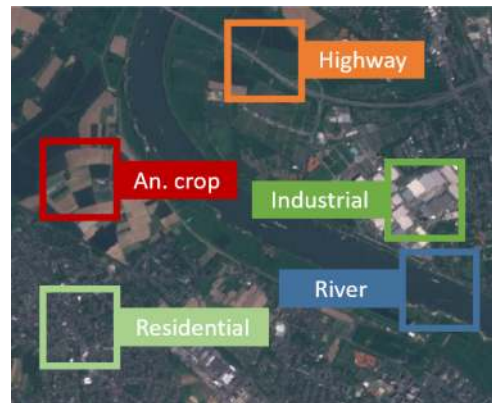 Highway
An. crop
Industrial
River
Residential